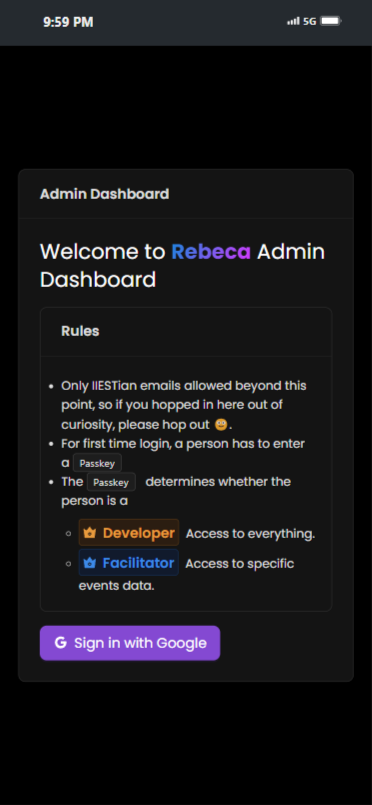 9:59 PM 5G
Admin Dashboard
Welcome to Rebeca Admin
Dashboard
Rules
Only IIESTian emails allowed beyond this
point, so if you hopped in here out of
curiosity, please hop out 😊.
For first time login, a person has to enter
a Passkey
The Passkey determines whether the
person is a
Developer Access to everything.
Facilitator Access to specific
events data.
G Sign in with Google